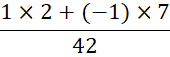 1 × 2 + (−1) × 7
42